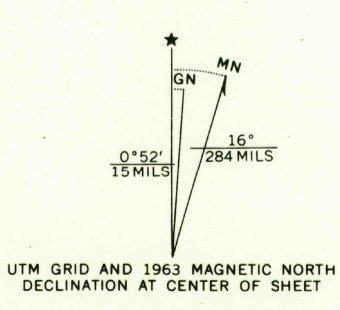 ★
MN
GN
0°52'
15 MILS
16°
284 MILS
UTM GRID AND 1963 MAGNETIC NORTH
DECLINATION AT CENTER OF SHEET